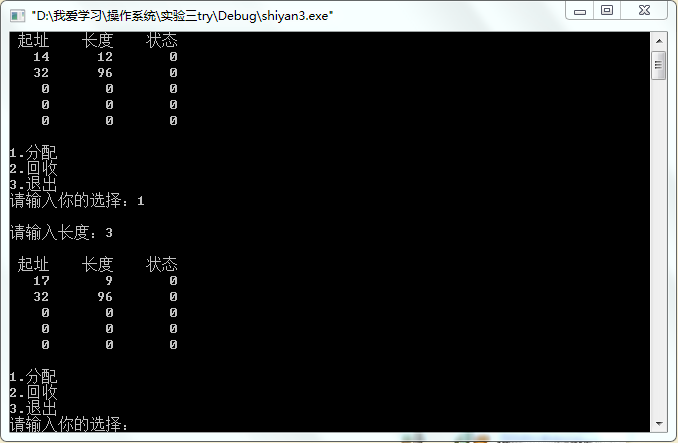 "D:\我爱学习\操作系统\实验三try\Debug\shiyan3.exe"
起址 长度 状态
14 12 0
32 96 0
0 0 0
0 0 0
0 0 0
1.分配
2.回收
3.退出
请输入你的选择：1
请输入长度：3
起址 长度 状态
17 9 0
32 96 0
0 0 0
0 0 0
0 0 0
1.分配
2.回收
3.退出
请输入你的选择：